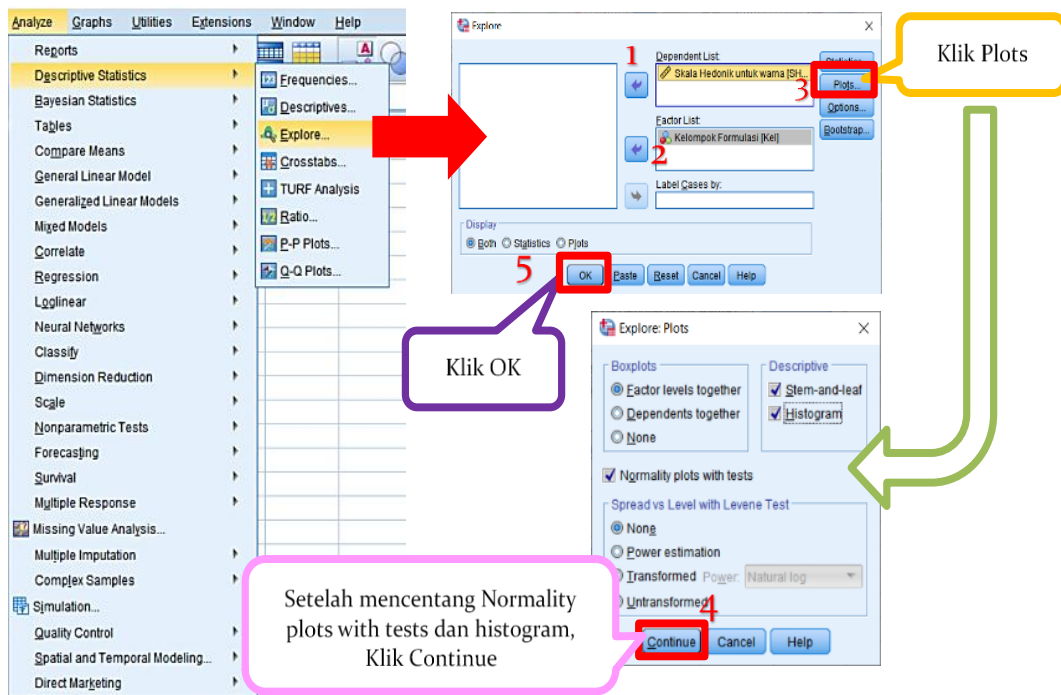 Analyze Graphs Utilities Extensions Window Help
Reports
Descriptive Statistics
Bayesian Statistics
Tables
Compare Means
General Linear Model
Generalized Linear Models
Mixed Models
Correlate
Regression
Loglinear
Neural Networks
Classify
Dimension Reduction
Scale
Nonparametric Tests
Forecasting
Survival
Multiple Response
Missing Value Analysis...
Multiple Imputation
Complex Samples
Simulation...
Quality Control
Spatial and Temporal Modeling...
Direct Marketing
Frequencies...
Descriptives...
Explore...
Crosstabs...
TURF Analysis
Ratio...
P-P Plots...
Q-Q Plots...
Explore
1
Dependent List:
Skala Hedonik untuk warna [SH...
Statistics...
3
Plots...
Options...
Bootstrap...
Factor List:
2
Kelompok Formulasi [Kel]
Label Cases by:
Display
Both Statistics Plots
5
OK Paste Reset Cancel Help
Klik Plots
Klik OK
Explore: Plots
Boxplots
Factor levels together
Dependents together
None
Descriptive
Stem-and-leaf
Histogram
Normality plots with tests
Spread vs Level with Levene Test
None
Power estimation
Transformed Power: Natural log
Untransformed
4
Continue Cancel Help
Setelah mencentang Normality
plots with tests dan histogram,
Klik Continue